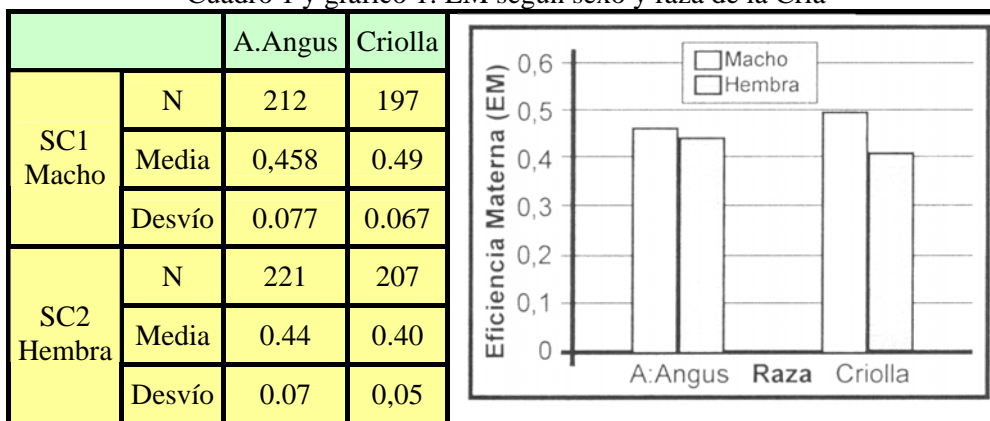 Cuadro 1 y gráfico 1: EM según sexo y raza de la Cría
A.Angus Criolla
SC1 Macho N 212 197
Media 0,458 0.49
Desvío 0.077 0.067
SC2 Hembra N 221 207
Media 0.44 0.40
Desvío 0.07 0,05
Eficiencia Materna (EM)
0,6
0,5
0,4
0,3
0,2
0,1
0
Macho
Hembra
A:Angus Raza Criolla